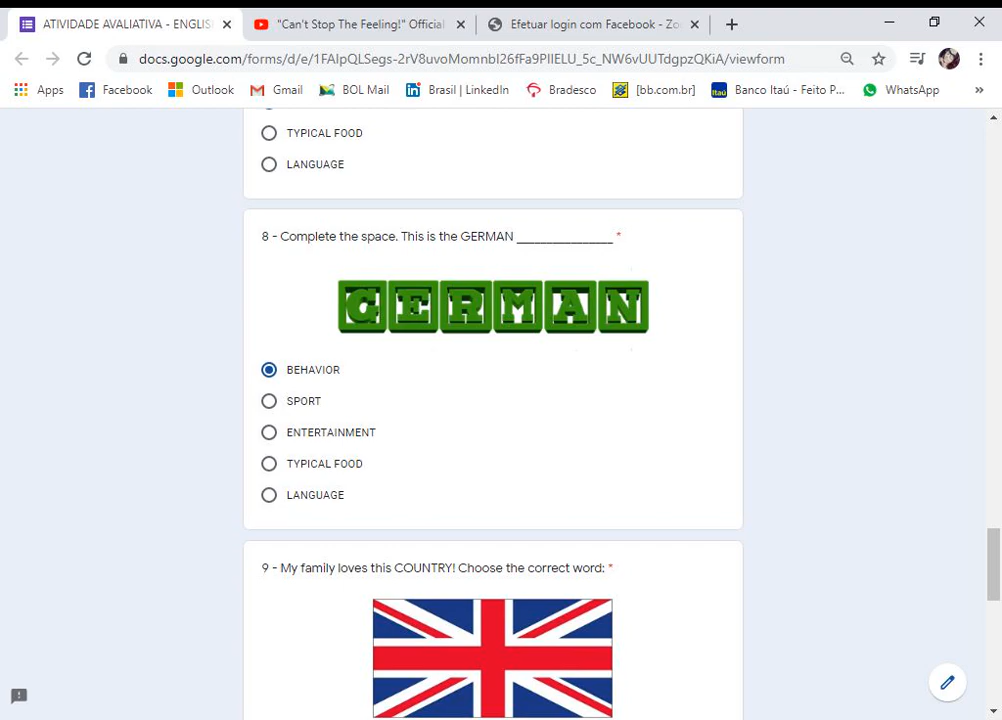 ATIVIDADE AVALIATIVA - ENGLIS
"Can't Stop The Feeling!" Official
Efetuar login com Facebook - Zo
docs.google.com/forms/d/e/1FAIpQLSegs-2rV8uvoMomnbI26fFa9PIIELU_5c_NW6vUUTdgpzQKiA/viewform
Apps
Facebook
Outlook
Gmail
BOL Mail
Brasil | LinkedIn
Bradesco
[bb.com.br]
Banco Itaú - Feito P...
WhatsApp
»
TYPICAL FOOD
LANGUAGE
8 - Complete the space. This is the GERMAN _______________ *
GERMAN
BEHAVIOR
SPORT
ENTERTAINMENT
TYPICAL FOOD
LANGUAGE
9 - My family loves this COUNTRY! Choose the correct word: *